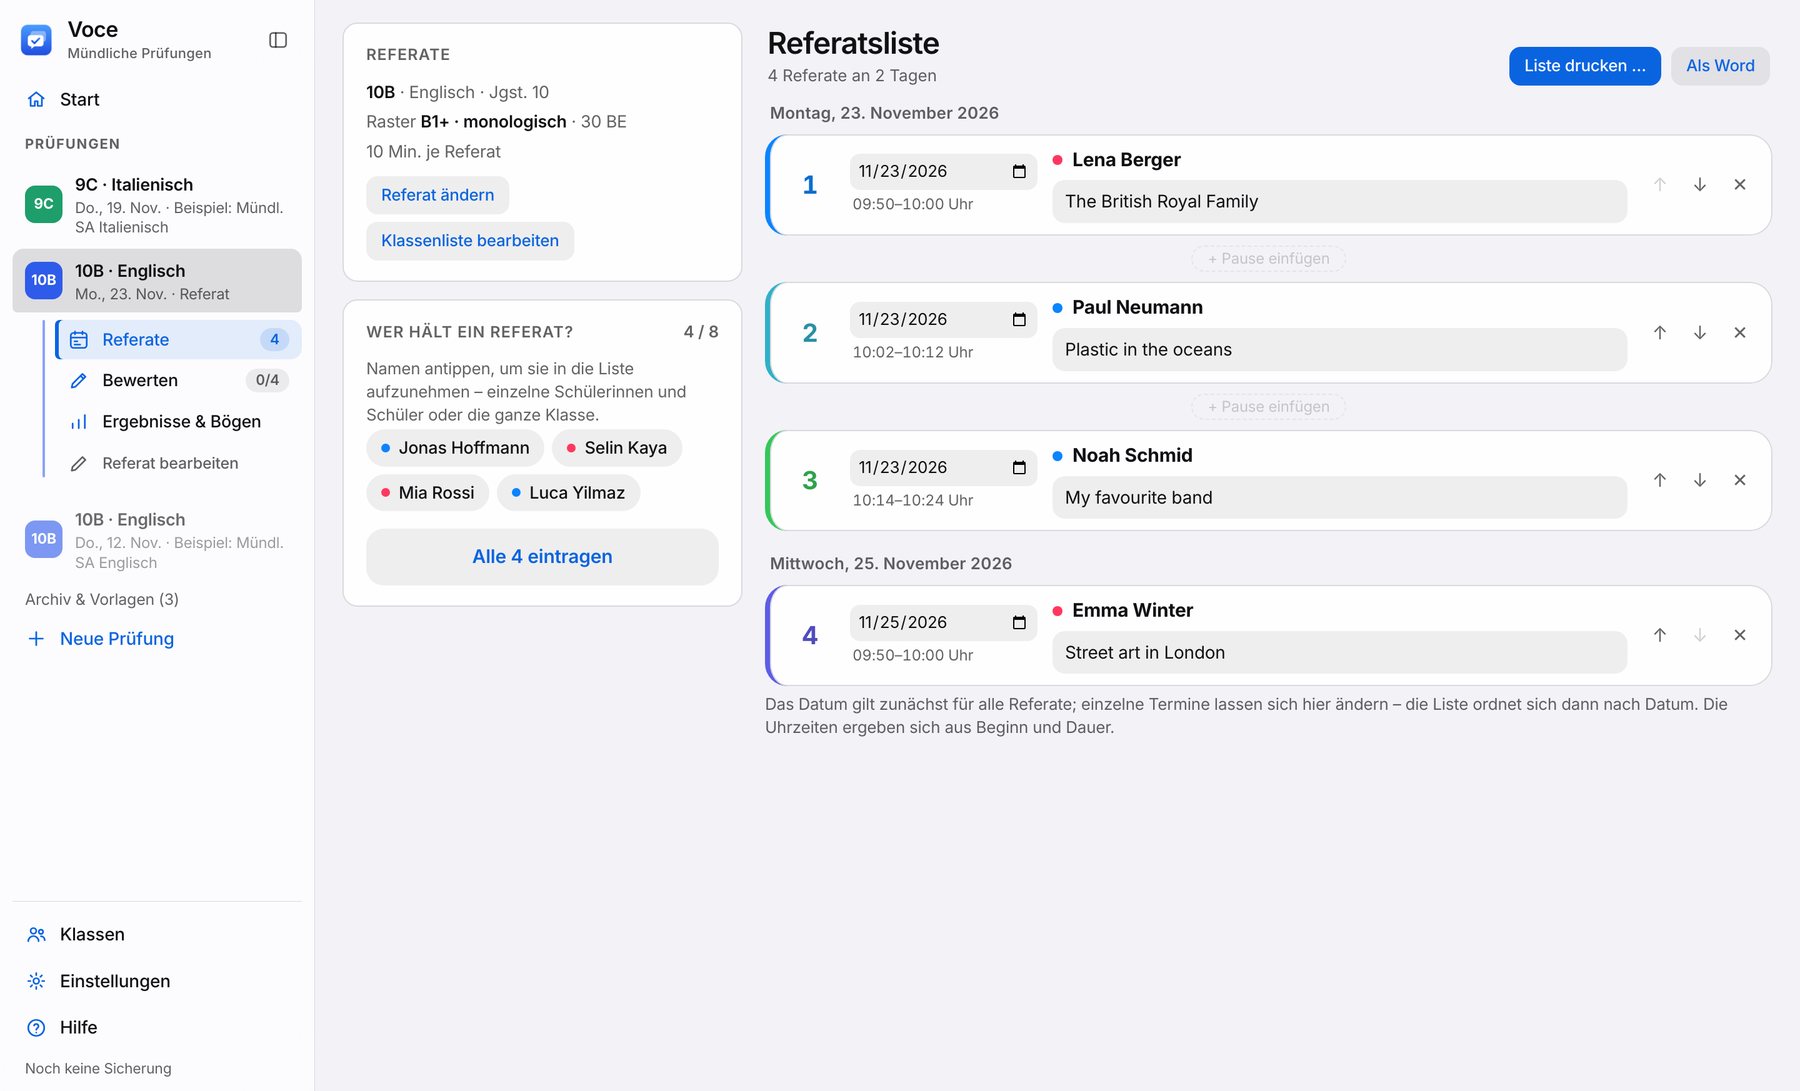 Voce
Mündliche Prüfungen
Start
PRÜFUNGEN
9C
9C · Italienisch
Do., 19. Nov. · Beispiel: Mündl.
SA Italienisch
10B
10B · Englisch
Mo., 23. Nov. · Referat
Referate
4
Bewerten
0/4
Ergebnisse & Bögen
Referat bearbeiten
10B
10B · Englisch
Do., 12. Nov. · Beispiel: Mündl.
SA Englisch
Archiv & Vorlagen (3)
Neue Prüfung
Klassen
Einstellungen
Hilfe
Noch keine Sicherung
REFERATE
10B · Englisch · Jgst. 10
Raster B1+ · monologisch · 30 BE
10 Min. je Referat
Referat ändern
Klassenliste bearbeiten
WER HÄLT EIN REFERAT?
4 / 8
Namen antippen, um sie in die Liste
aufzunehmen – einzelne Schülerinnen und
Schüler oder die ganze Klasse.
Jonas Hoffmann
Selin Kaya
Mia Rossi
Luca Yilmaz
Alle 4 eintragen
Referatsliste
4 Referate an 2 Tagen
Liste drucken ...
Als Word
Montag, 23. November 2026
1
11/23/2026
09:50–10:00 Uhr
Lena Berger
The British Royal Family
+ Pause einfügen
2
11/23/2026
10:02–10:12 Uhr
Paul Neumann
Plastic in the oceans
+ Pause einfügen
3
11/23/2026
10:14–10:24 Uhr
Noah Schmid
My favourite band
Mittwoch, 25. November 2026
4
11/25/2026
09:50–10:00 Uhr
Emma Winter
Street art in London
Das Datum gilt zunächst für alle Referate; einzelne Termine lassen sich hier ändern – die Liste ordnet sich dann nach Datum. Die
Uhrzeiten ergeben sich aus Beginn und Dauer.